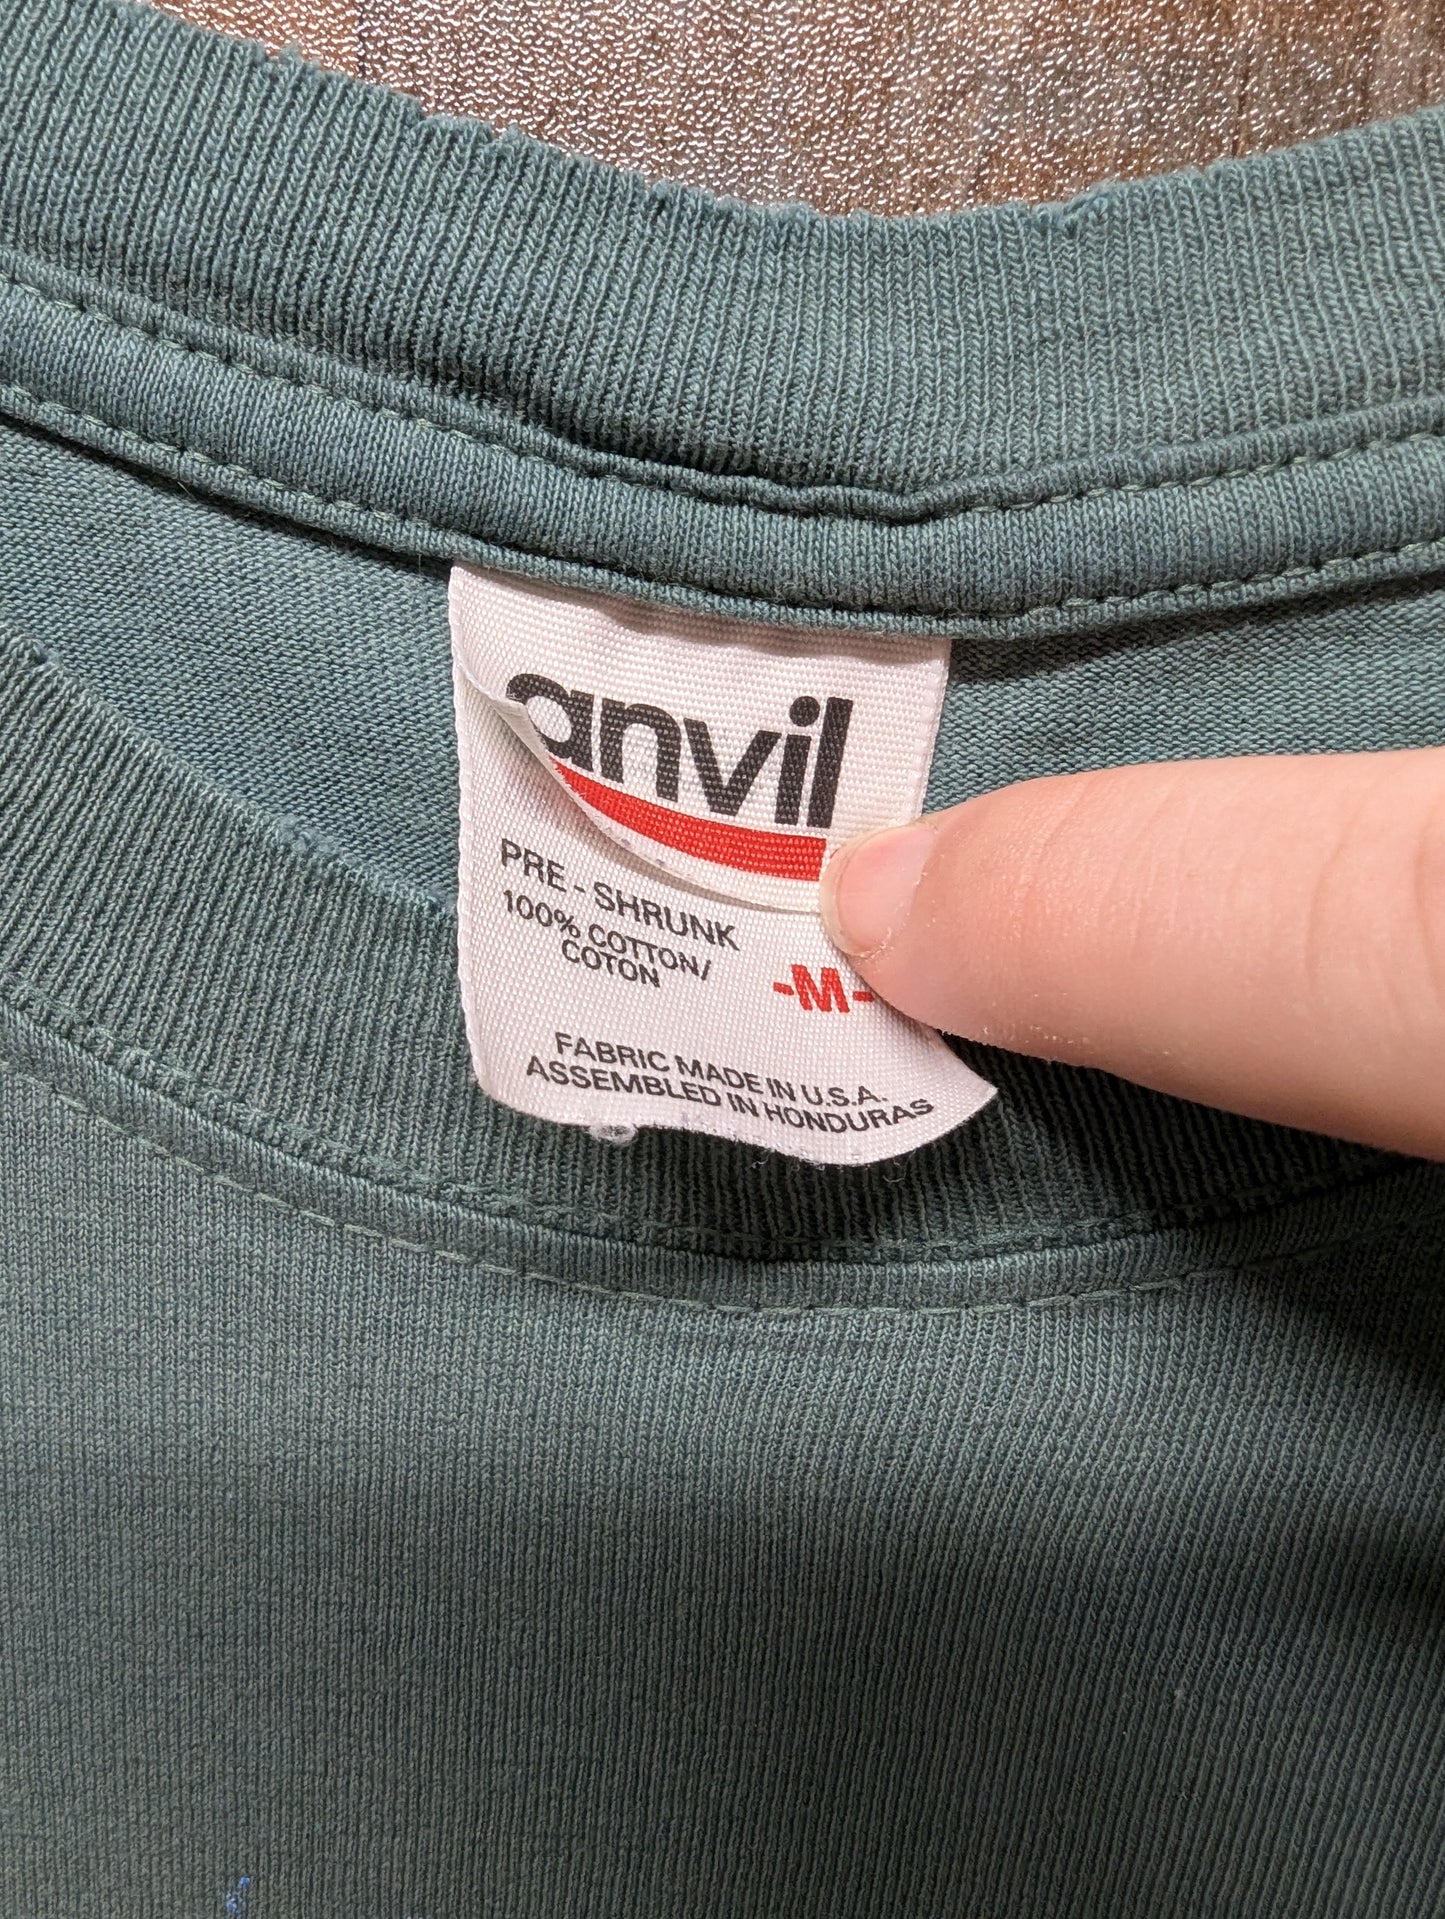 anvil
PRE-SHRUNK
100% COTTON/
COTON
-M-
FABRIC MADE IN U.S.A.
ASSEMBLED IN HONDURAS